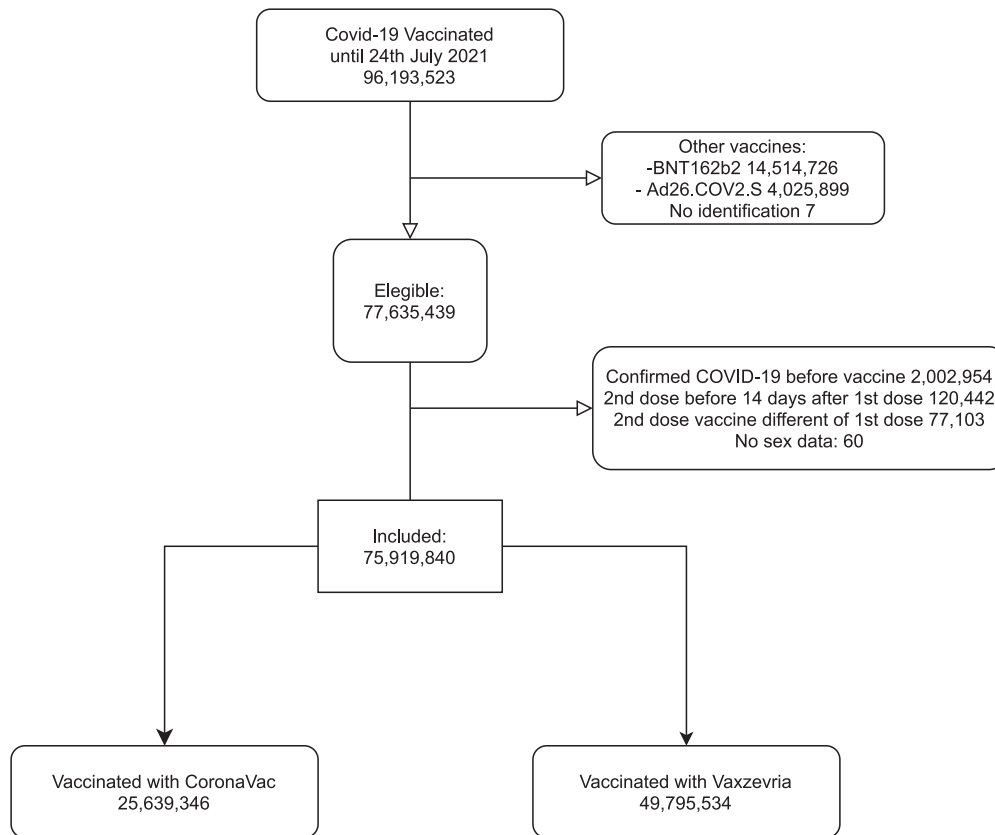 Covid-19 Vaccinated
until 24th July 2021
96,193,523
Other vaccines:
-BNT162b2 14,514,726
- Ad26.COV2.S 4,025,899
No identification 7
Elegible:
77,635,439
Confirmed COVID-19 before vaccine 2,002,954
2nd dose before 14 days after 1st dose 120,442
2nd dose vaccine different of 1st dose 77,103
No sex data: 60
Included:
75,919,840
Vaccinated with CoronaVac
25,639,346
Vaccinated with Vaxzevria
49,795,534